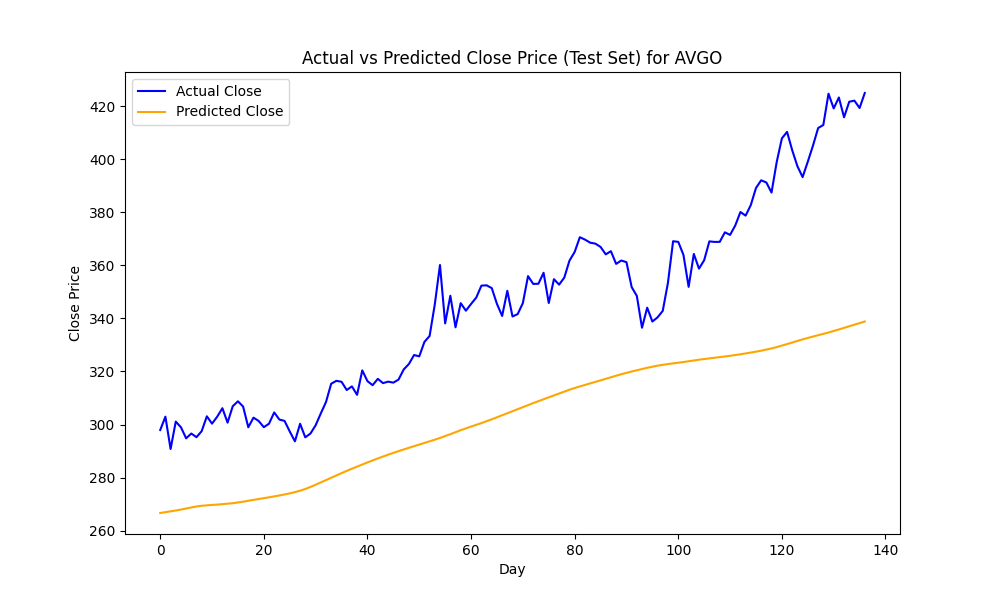 Actual vs Predicted Close Price (Test Set) for AVGO
Actual Close
Predicted Close
420
400
380
360
340
320
300
280
260
Close Price
0 20 40 60 80 100 120 140
Day